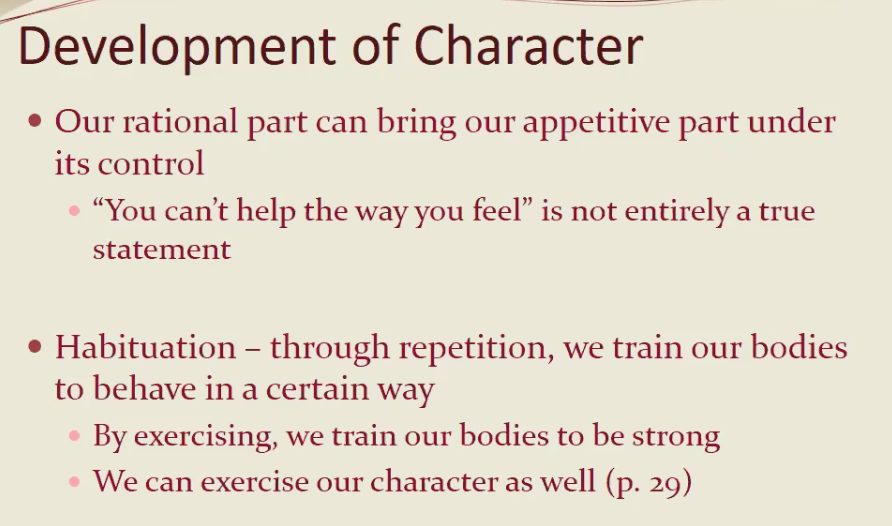 Development of Character
• Our rational part can bring our appetitive part under
its control
• “You can’t help the way you feel” is not entirely a true
statement
• Habituation – through repetition, we train our bodies
to behave in a certain way
• By exercising, we train our bodies to be strong
• We can exercise our character as well (p. 29)